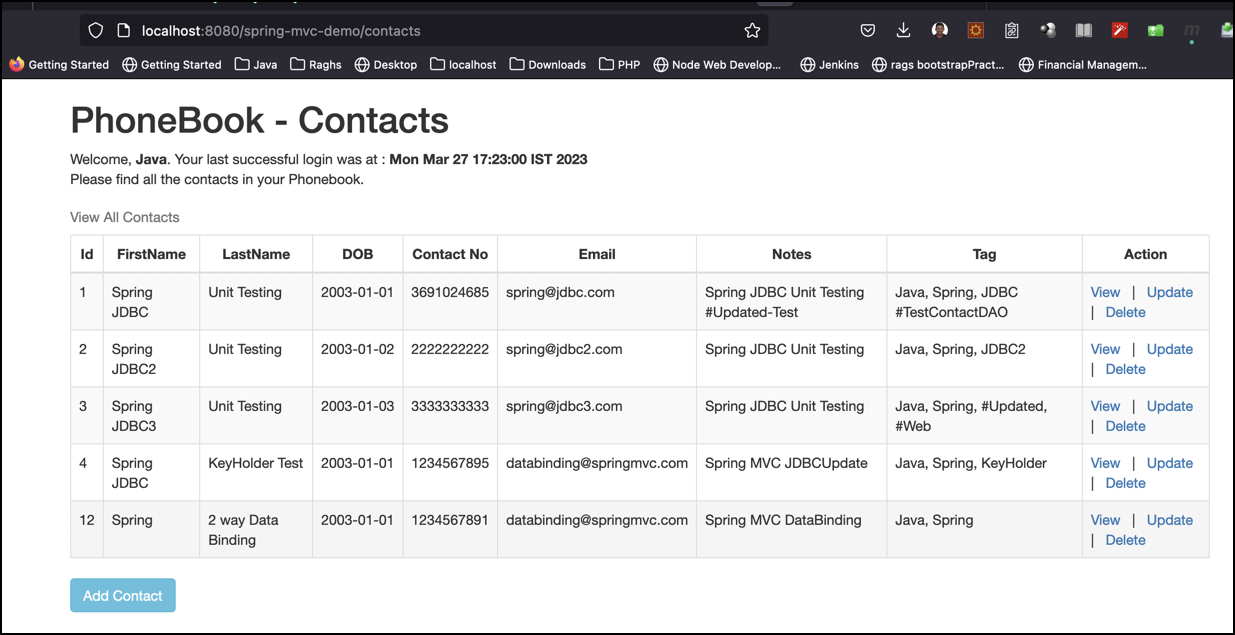 localhost:8080/spring-mvc-demo/contacts
Getting Started Getting Started Java Raghs Desktop localhost Downloads PHP Node Web Develop... Jenkins rags bootstrapPract... Financial Managem...
PhoneBook - Contacts
Welcome, Java. Your last successful login was at : Mon Mar 27 17:23:00 IST 2023
Please find all the contacts in your Phonebook.
View All Contacts
Id FirstName LastName DOB Contact No Email Notes Tag Action
1 Spring Unit Testing 2003-01-01 3691024685 spring@jdbc.com Spring JDBC Unit Testing Java, Spring, JDBC View | Update
JDBC #Updated-Test #TestContactDAO | Delete
2 Spring Unit Testing 2003-01-02 2222222222 spring@jdbc2.com Spring JDBC Unit Testing Java, Spring, JDBC2 View | Update
JDBC2 | Delete
3 Spring Unit Testing 2003-01-03 3333333333 spring@jdbc3.com Spring JDBC Unit Testing Java, Spring, #Updated, View | Update
JDBC3 #Web | Delete
4 Spring KeyHolder Test 2003-01-01 1234567895 databinding@springmvc.com Spring MVC JDBCUpdate Java, Spring, KeyHolder View | Update
JDBC | Delete
12 Spring 2 way Data 2003-01-01 1234567891 databinding@springmvc.com Spring MVC DataBinding Java, Spring View | Update
Binding | Delete
Add Contact